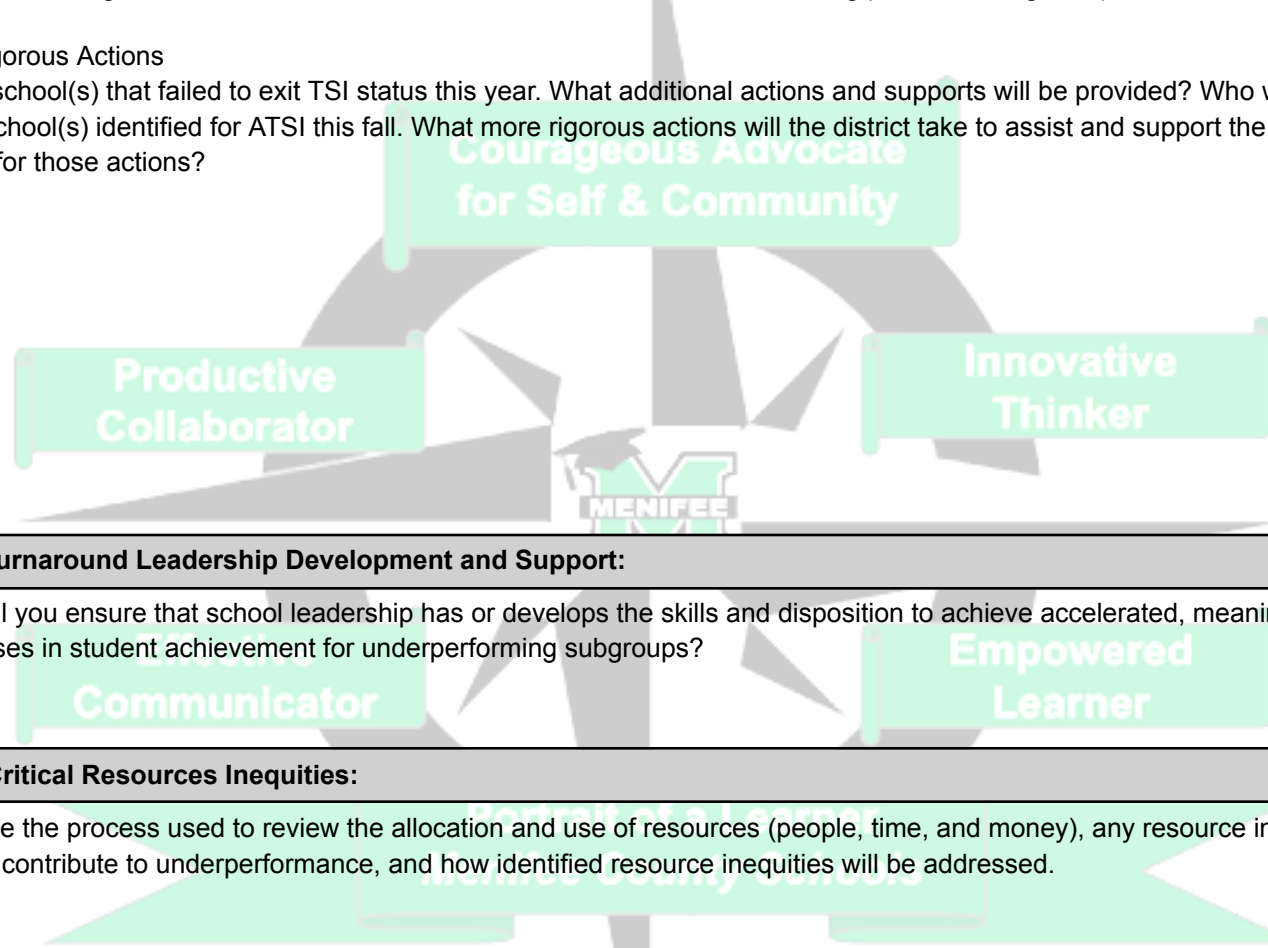 gorous Actions
school(s) that failed to exit TSI status this year. What additional actions and supports will be provided? Who w
chool(s) identified for ATSI this fall. What more rigorous actions will the district take to assist and support the
for those actions?
Courageous Advocate
for Self & Community
Productive
Collaborator
Innovative
Thinker
MENIFEE
urnaround Leadership Development and Support:
l you ensure that school leadership has or develops the skills and disposition to achieve accelerated, meani
ses in student achievement for underperforming subgroups?
Effective
Communicator
Empowered
Learner
Critical Resources Inequities:
e the process used to review the allocation and use of resources (people, time, and money), any resource in
contribute to underperformance, and how identified resource inequities will be addressed.
Portrait of a Learner
Menifee County Schools